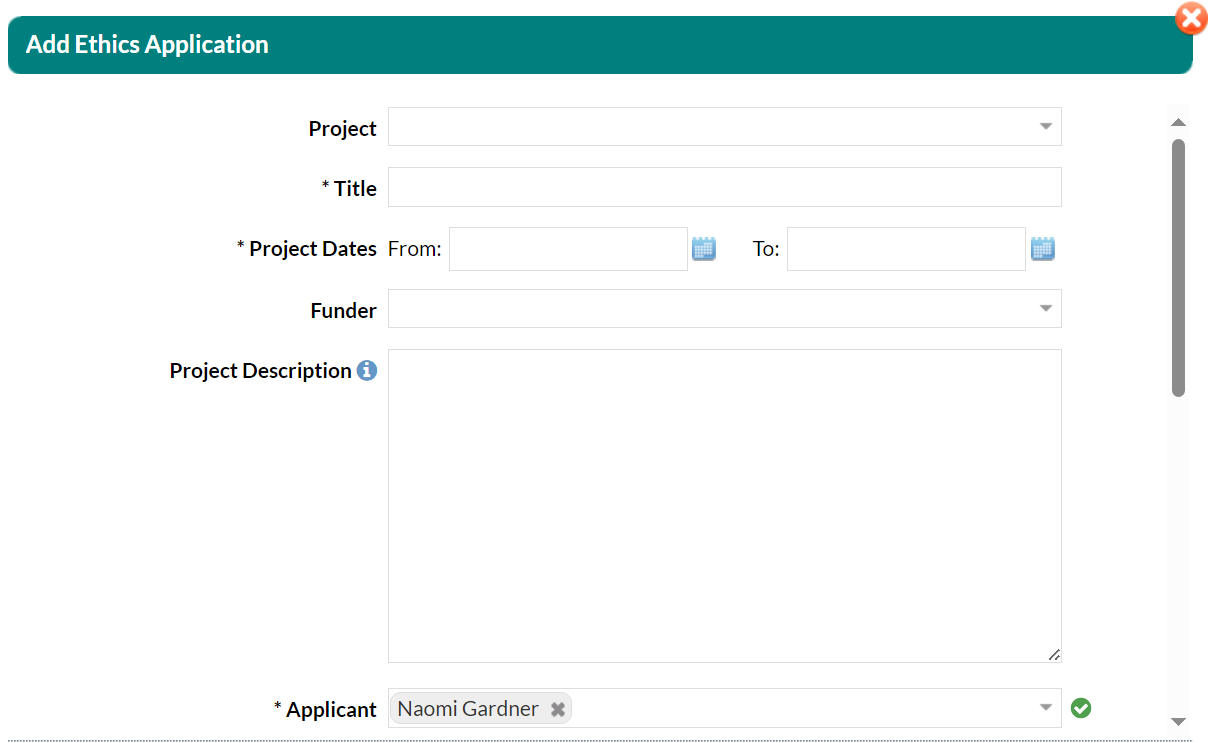 Add Ethics Application
Project
* Title
* Project Dates From: To:
Funder
Project Description
* Applicant Naomi Gardner